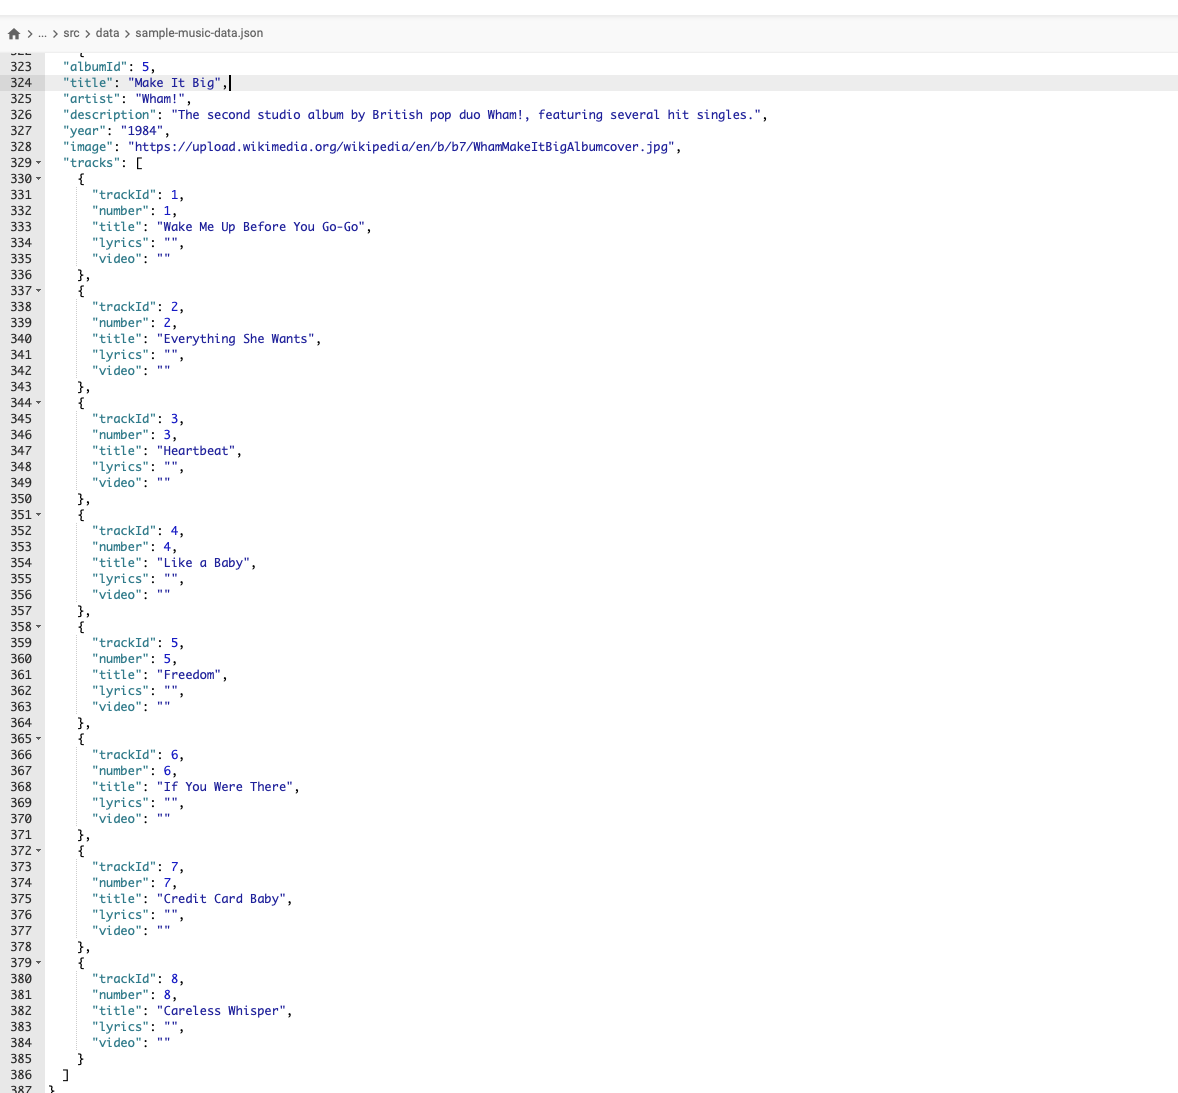 ... src data sample-music-data.json
322 {
323 "albumId": 5,
324 "title": "Make It Big",
325 "artist": "Wham!",
326 "description": "The second studio album by British pop duo Wham!, featuring several hit singles.",
327 "year": "1984",
328 "image": "https://upload.wikimedia.org/wikipedia/en/b/b7/WhamMakeItBigAlbumcover.jpg",
329 "tracks": [
330 {
331 "trackId": 1,
332 "number": 1,
333 "title": "Wake Me Up Before You Go-Go",
334 "lyrics": "",
335 "video": ""
336 },
337 {
338 "trackId": 2,
339 "number": 2,
340 "title": "Everything She Wants",
341 "lyrics": "",
342 "video": ""
343 },
344 {
345 "trackId": 3,
346 "number": 3,
347 "title": "Heartbeat",
348 "lyrics": "",
349 "video": ""
350 },
351 {
352 "trackId": 4,
353 "number": 4,
354 "title": "Like a Baby",
355 "lyrics": "",
356 "video": ""
357 },
358 {
359 "trackId": 5,
360 "number": 5,
361 "title": "Freedom",
362 "lyrics": "",
363 "video": ""
364 },
365 {
366 "trackId": 6,
367 "number": 6,
368 "title": "If You Were There",
369 "lyrics": "",
370 "video": ""
371 },
372 {
373 "trackId": 7,
374 "number": 7,
375 "title": "Credit Card Baby",
376 "lyrics": "",
377 "video": ""
378 },
379 {
380 "trackId": 8,
381 "number": 8,
382 "title": "Careless Whisper",
383 "lyrics": "",
384 "video": ""
385 }
386 ]
387 }